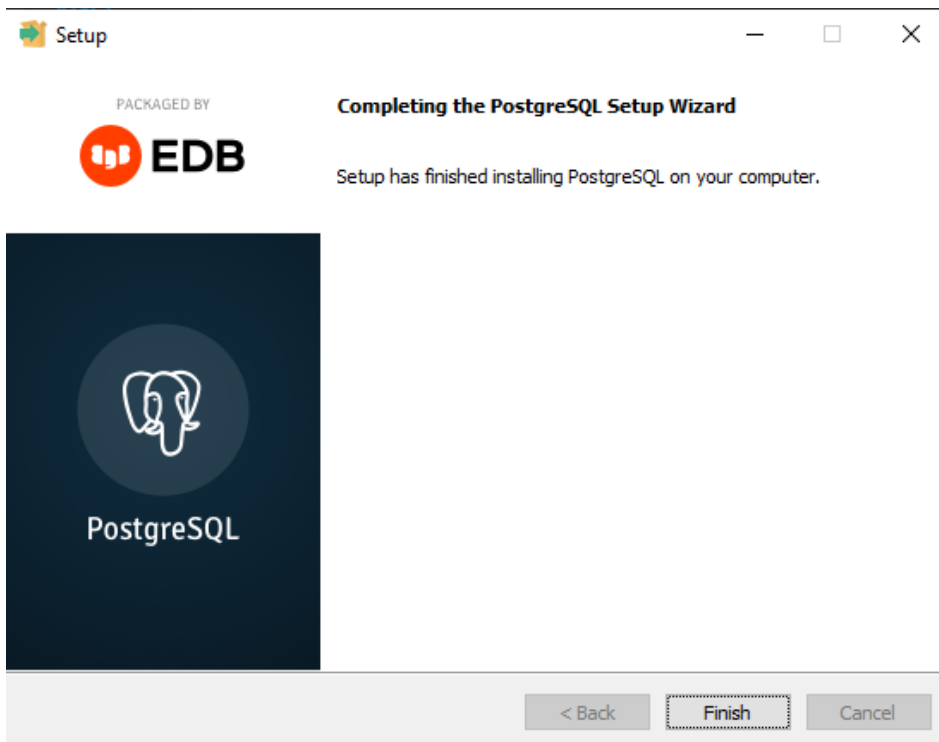 Setup
PACKAGED BY
EDB
Completing the PostgreSQL Setup Wizard
Setup has finished installing PostgreSQL on your computer.
PostgreSQL
< Back
Finish
Cancel